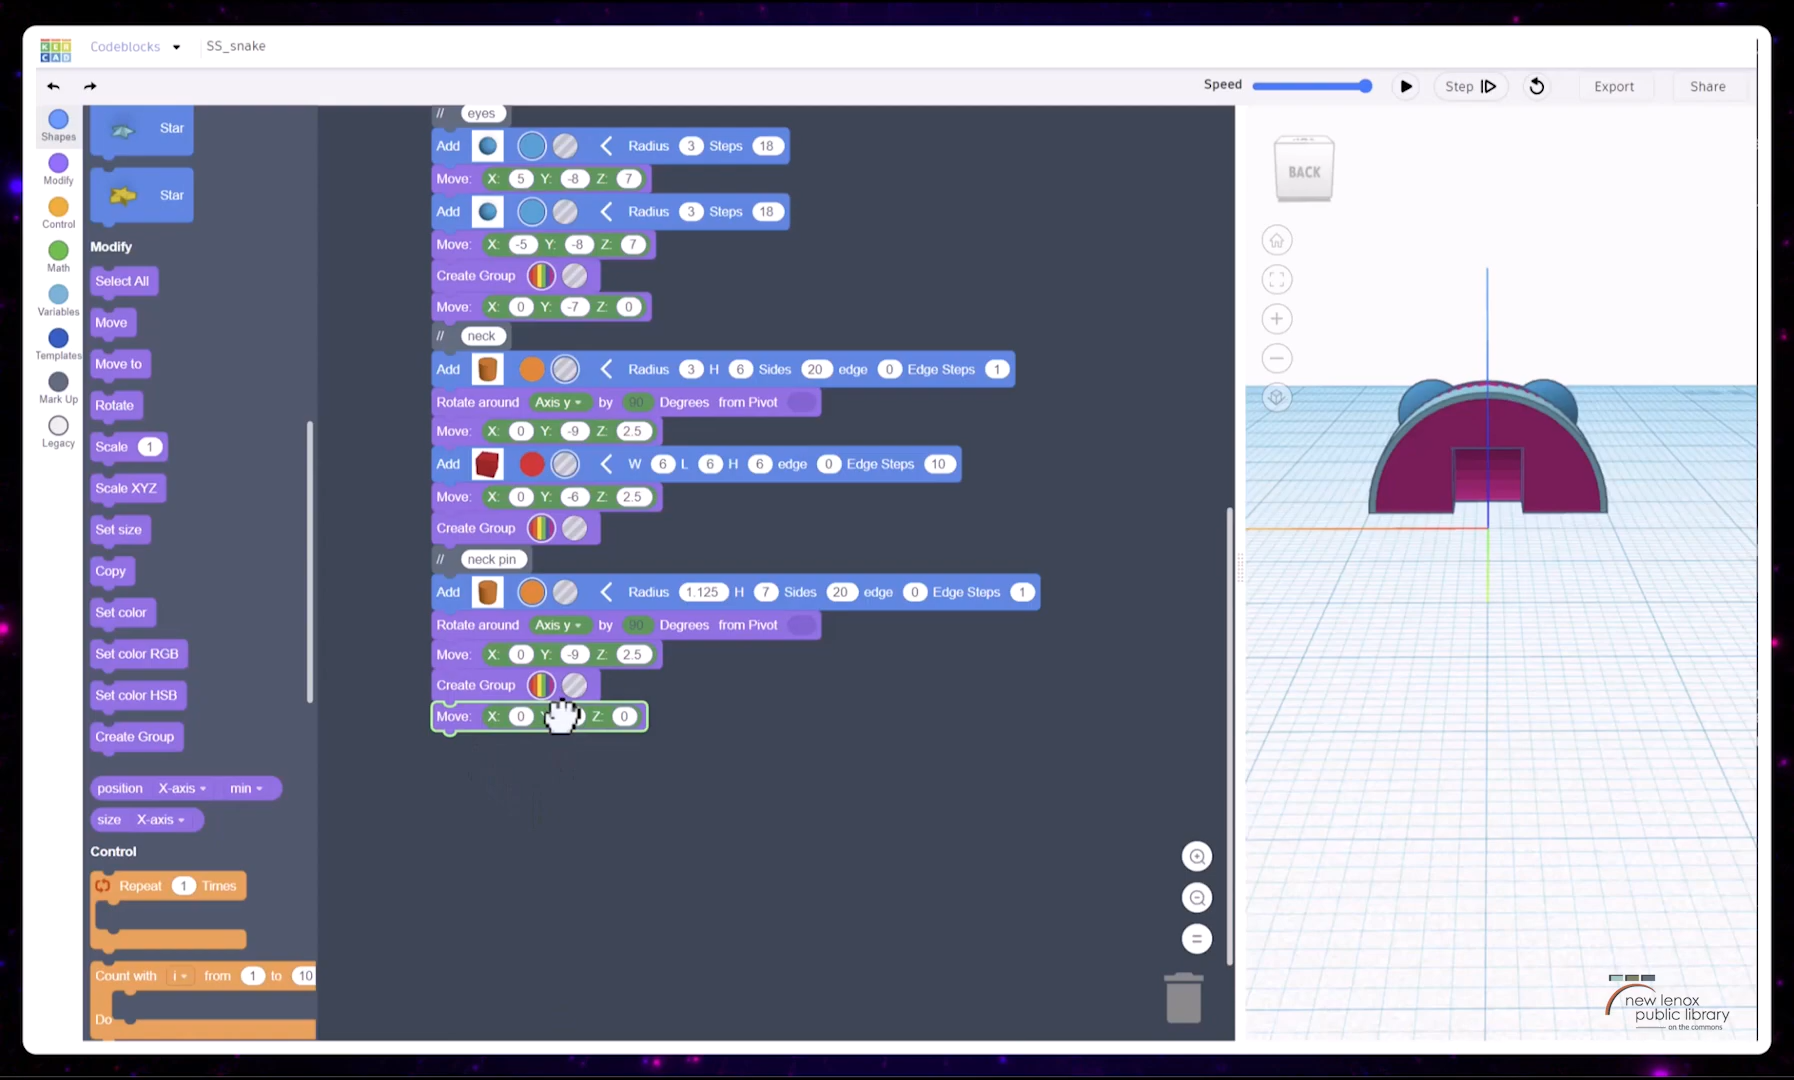 KER
CAD
Codeblocks
SS_snake
Speed
Step
Export
Share
Shapes
Modify
Control
Math
Variables
Templates
Mark Up
Legacy
Star
Star
Modify
Select All
Move
Move to
Rotate
Scale 1
Scale XYZ
Set size
Copy
Set color
Set color RGB
Set color HSB
Create Group
position X-axis min
size X-axis
Control
Repeat 1 Times
Count with i from 1 to 10
Do
// eyes
Add Radius 3 Steps 18
Move: X: 5 Y: -8 Z: 7
Add Radius 3 Steps 18
Move: X: -5 Y: -8 Z: 7
Create Group
Move: X: 0 Y: -7 Z: 0
// neck
Add Radius 3 H 6 Sides 20 edge 0 Edge Steps 1
Rotate around Axis y by 90 Degrees from Pivot
Move: X: 0 Y: -9 Z: 2.5
Add W 6 L 6 H 6 edge 0 Edge Steps 10
Move: X: 0 Y: -6 Z: 2.5
Create Group
// neck pin
Add Radius 1.125 H 7 Sides 20 edge 0 Edge Steps 1
Rotate around Axis y by 90 Degrees from Pivot
Move: X: 0 Y: -9 Z: 2.5
Create Group
Move: X: 0 Z: 0
BACK
new lenox
public library
on the commons